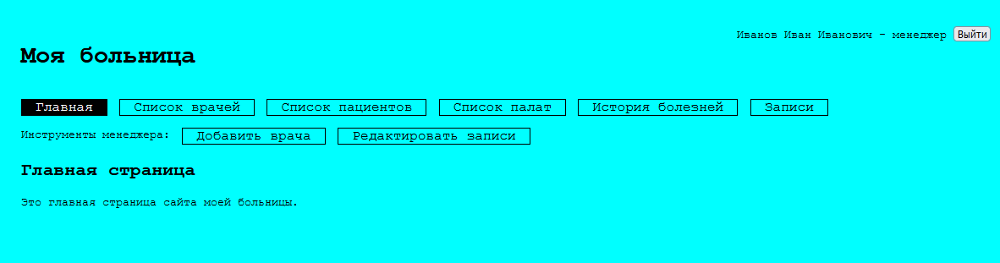 Иванов Иван Иванович - менеджер Выйти
Моя больница
Главная Список врачей Список пациентов Список палат История болезней Записи
Инструменты менеджера: Добавить врача Редактировать записи
Главная страница
Это главная страница сайта моей больницы.